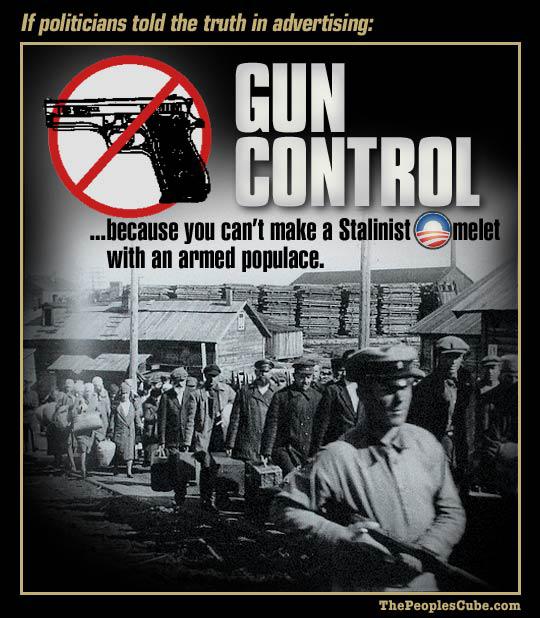 If politicians told the truth in advertising:
GUN
CONTROL
...because you can't make a Stalinist Omelet
with an armed populace.
ThePeoplesCube.com